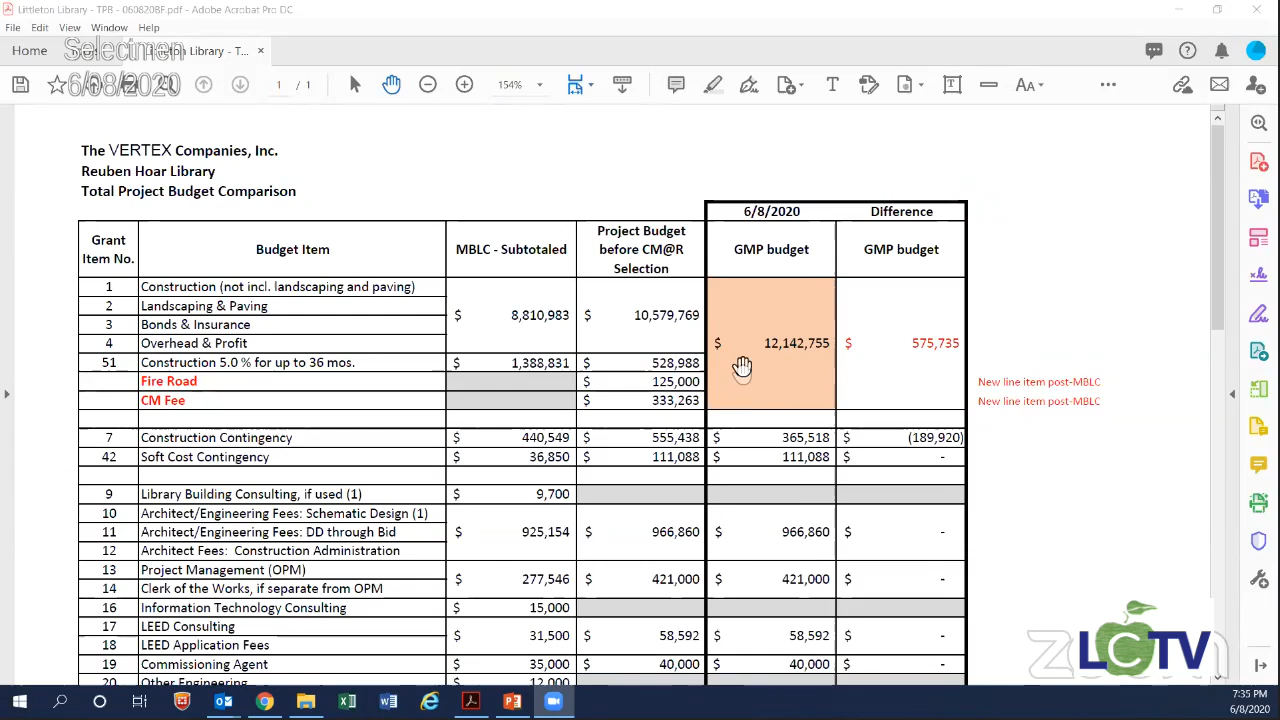 Littleton Library - TPB - 060820BF.pdf - Adobe Acrobat Pro DC
File Edit View Window Help
Home Littleton Library - T... ×
Selectmen
6/08/2020
1 / 1 154%
The VERTEX Companies, Inc.
Reuben Hoar Library
Total Project Budget Comparison
6/8/2020 Difference
Grant Item No. Budget Item MBLC - Subtotaled Project Budget before CM@R Selection GMP budget GMP budget
1 Construction (not incl. landscaping and paving)
2 Landscaping & Paving $ 8,810,983 $ 10,579,769
3 Bonds & Insurance
4 Overhead & Profit $ 12,142,755 $ 575,735
51 Construction 5.0 % for up to 36 mos. $ 1,388,831 $ 528,988
Fire Road $ 125,000 New line item post-MBLC
CM Fee $ 333,263 New line item post-MBLC
7 Construction Contingency $ 440,549 $ 555,438 $ 365,518 $ (189,920)
42 Soft Cost Contingency $ 36,850 $ 111,088 $ 111,088 $ -
9 Library Building Consulting, if used (1) $ 9,700
10 Architect/Engineering Fees: Schematic Design (1)
11 Architect/Engineering Fees: DD through Bid $ 925,154 $ 966,860 $ 966,860 $ -
12 Architect Fees: Construction Administration
13 Project Management (OPM) $ 277,546 $ 421,000 $ 421,000 $ -
14 Clerk of the Works, if separate from OPM
16 Information Technology Consulting $ 15,000
17 LEED Consulting $ 31,500 $ 58,592 $ 58,592 $ -
18 LEED Application Fees
19 Commissioning Agent $ 35,000 $ 40,000 $ 40,000 $ -
20 Other Engineering $ 12,000
zoom
LCTV
7:35 PM
6/8/2020